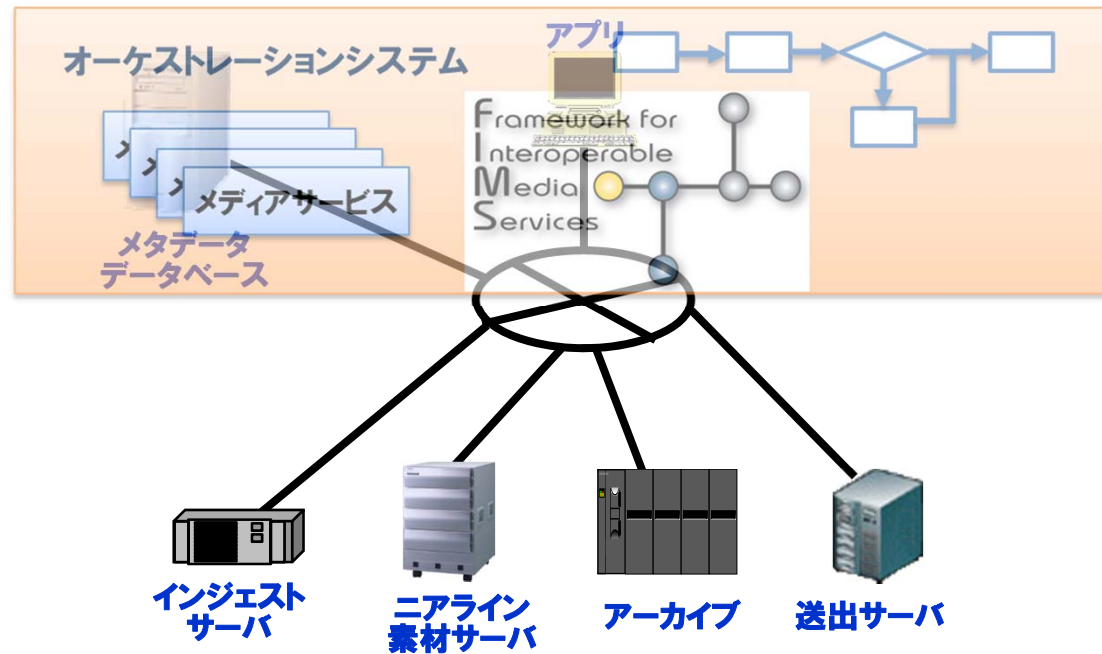 アプリ
オーケストレーションシステム
Framework for
Interoperable
Media
Services
メ
メ
メ
メディアサービス
メタデータ
データベース
インジェスト
サーバ
ニアライン
素材サーバ
アーカイブ
送出サーバ